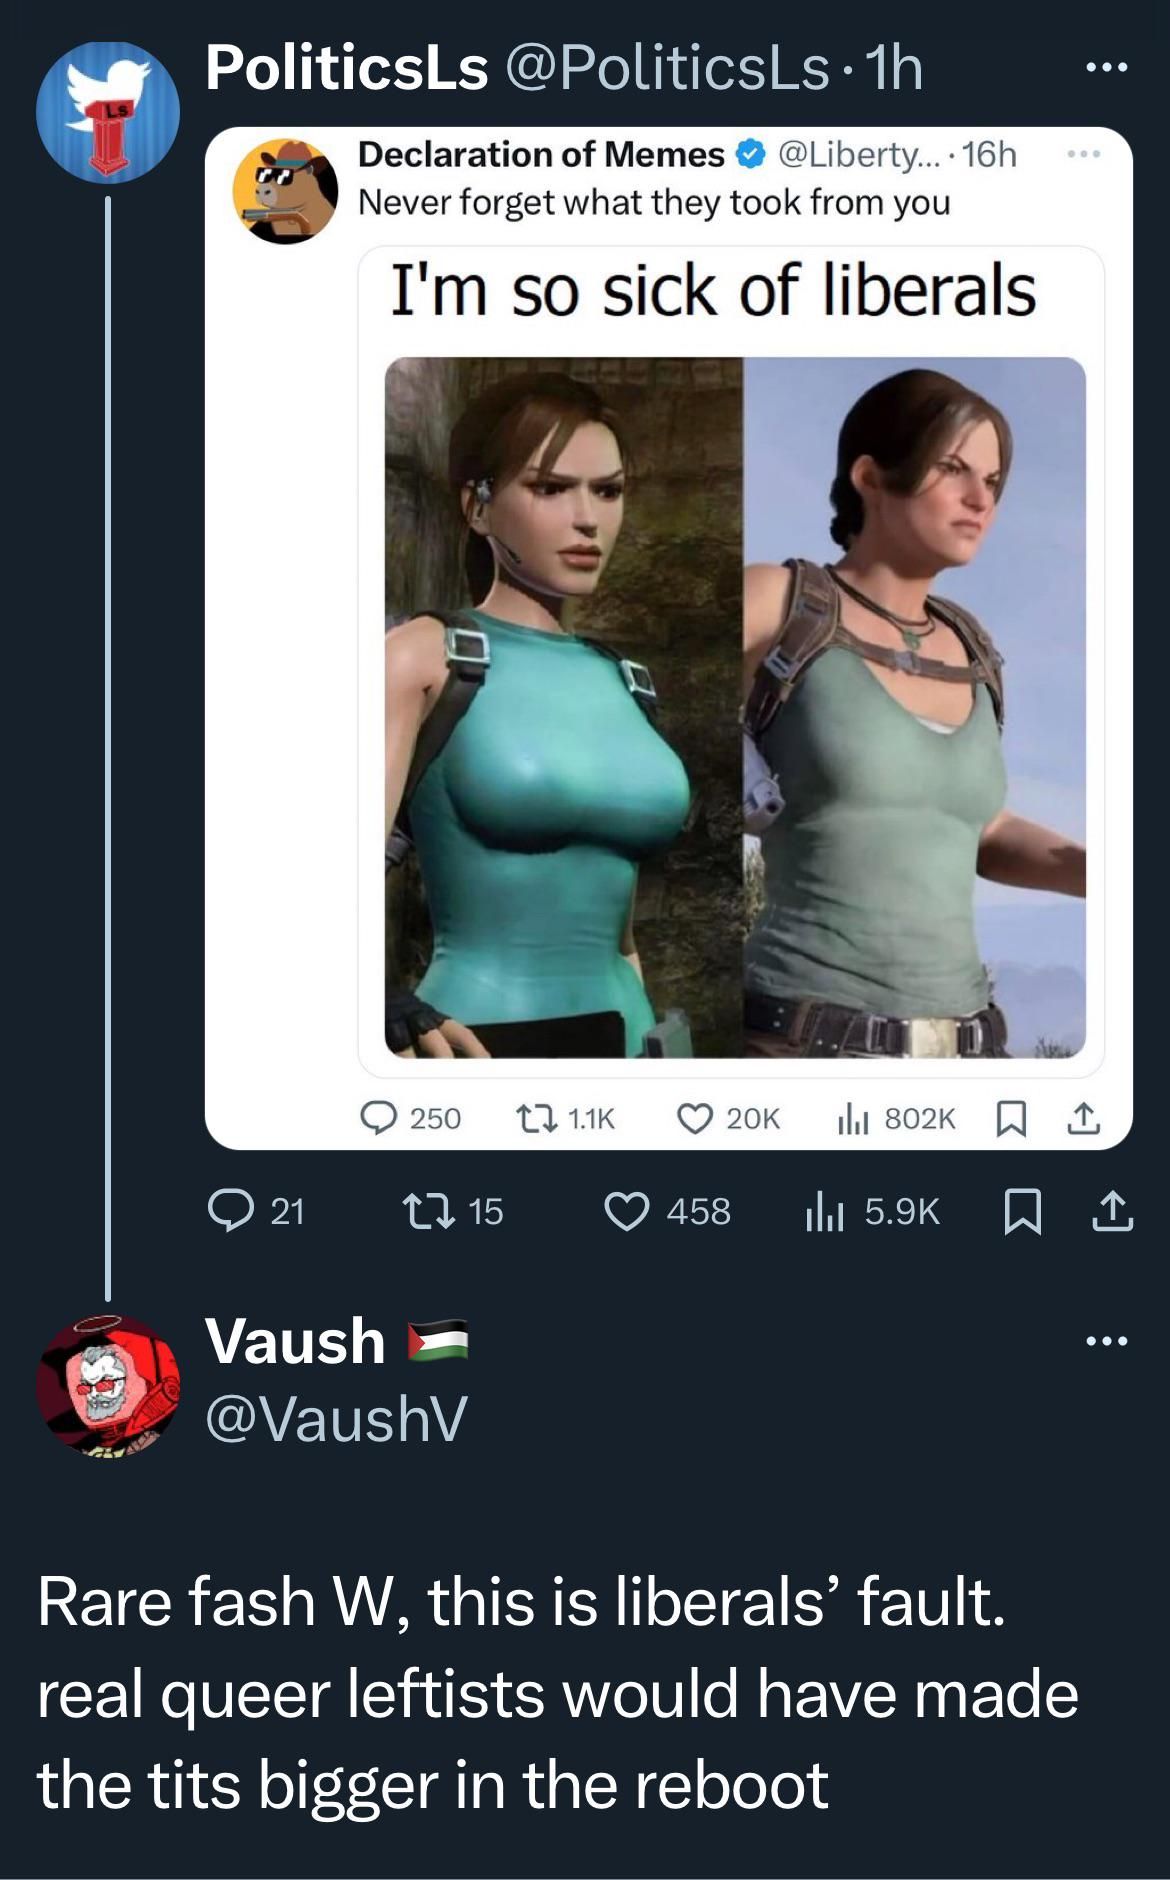 PoliticsLs @PoliticsLs · 1h
Ls
Declaration of Memes @Liberty... · 16h
Never forget what they took from you
I'm so sick of liberals
250 1.1K 20K 802K
21 15 458 5.9K
Vaush 🇵🇸
@VaushV
Rare fash W, this is liberals’ fault.
real queer leftists would have made
the tits bigger in the reboot